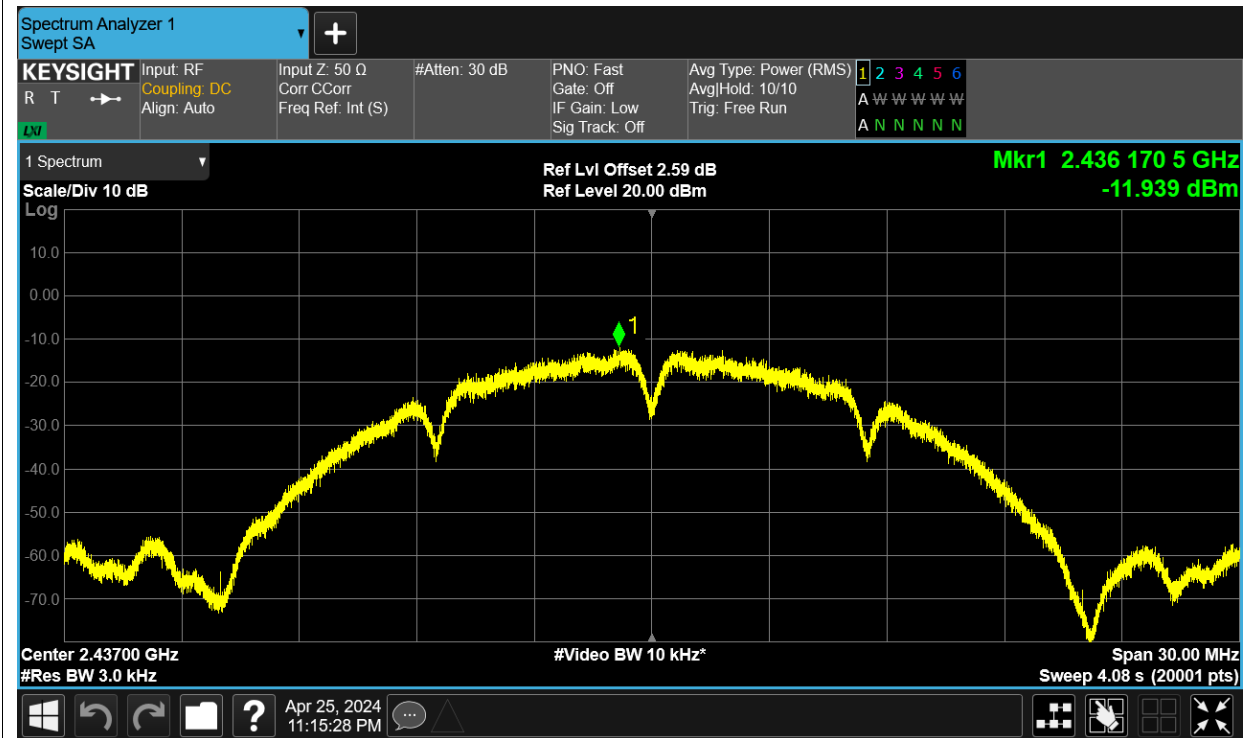 Spectrum Analyzer 1
Swept SA
KEYSIGHT
R T
LXI
Input: RF
Coupling: DC
Align: Auto
Input Z: 50 Ω
Corr CCorr
Freq Ref: Int (S)
#Atten: 30 dB
PNO: Fast
Gate: Off
IF Gain: Low
Sig Track: Off
Avg Type: Power (RMS)
Avg|Hold: 10/10
Trig: Free Run
1 2 3 4 5 6
A W W W W W
A N N N N N
1 Spectrum
Scale/Div 10 dB
Log
Ref Lvl Offset 2.59 dB
Ref Level 20.00 dBm
Mkr1 2.436 170 5 GHz
-11.939 dBm
10.0
0.00
-10.0
-20.0
-30.0
-40.0
-50.0
-60.0
-70.0
1
Center 2.43700 GHz
#Res BW 3.0 kHz
#Video BW 10 kHz*
Span 30.00 MHz
Sweep 4.08 s (20001 pts)
?
Apr 25, 2024
11:15:28 PM